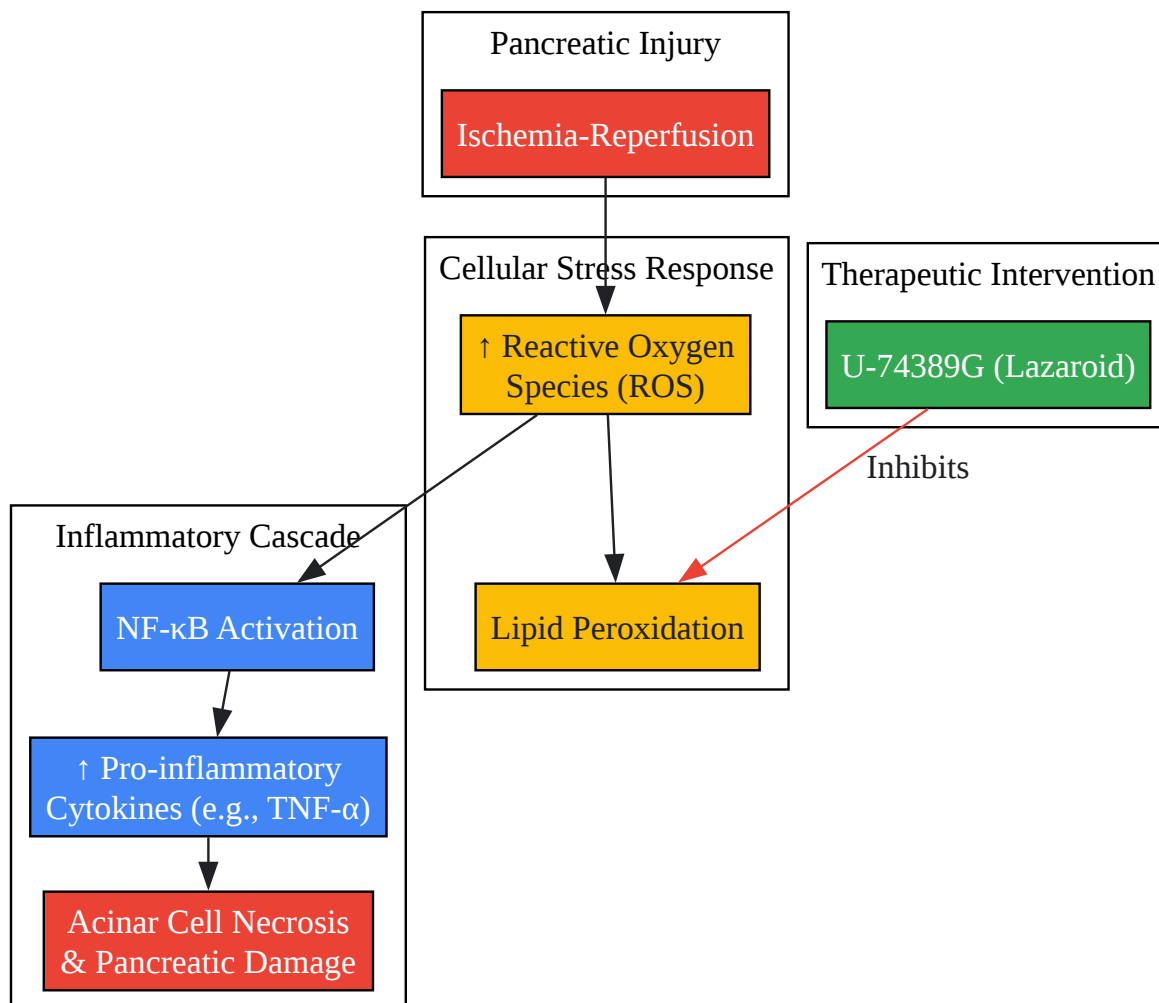 Pancreatic Injury
Ischemia-Reperfusion
Cellular Stress Response
↑ Reactive Oxygen
Species (ROS)
Lipid Peroxidation
Therapeutic Intervention
U-74389G (Lazaroid)
Inhibits
Inflammatory Cascade
NF-κB Activation
↑ Pro-inflammatory
Cytokines (e.g., TNF-α)
Acinar Cell Necrosis
& Pancreatic Damage